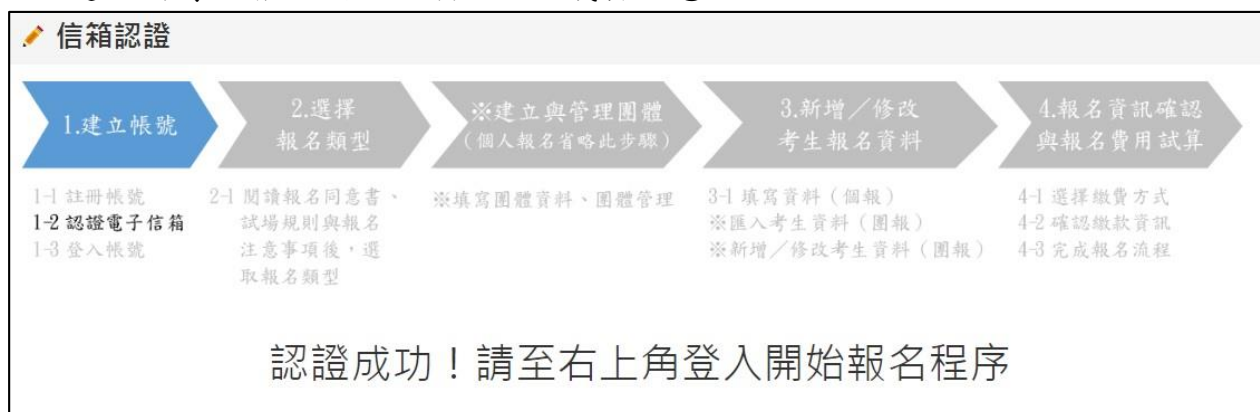 信箱認證
1.建立帳號
2.選擇
報名類型
※建立與管理團體
(個人報名省略此步驟)
3.新增／修改
考生報名資料
4.報名資訊確認
與報名費用試算
1-1 註冊帳號
1-2 認證電子信箱
1-3 登入帳號
2-1 閱讀報名同意書、
試場規則與報名
注意事項後，選
取報名類型
※填寫團體資料、團體管理
3-1 填寫資料（個報）
※匯入考生資料（團報）
※新增／修改考生資料（團報）
4-1 選擇繳費方式
4-2 確認繳款資訊
4-3 完成報名流程
認證成功！請至右上角登入開始報名程序